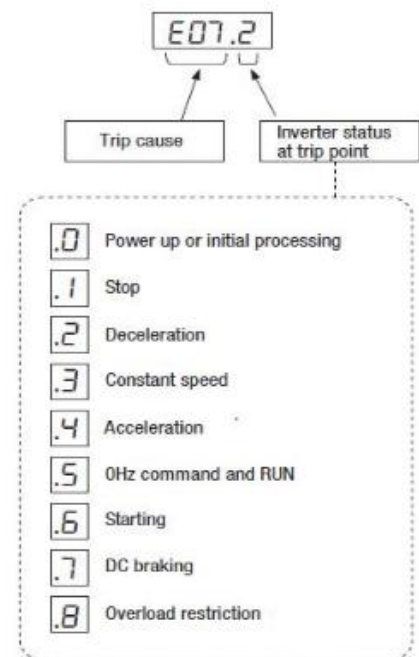 E07.2
Trip cause
Inverter status
at trip point
.0 Power up or initial processing
.1 Stop
.2 Deceleration
.3 Constant speed
.4 Acceleration
.5 0Hz command and RUN
.6 Starting
.7 DC braking
.8 Overload restriction